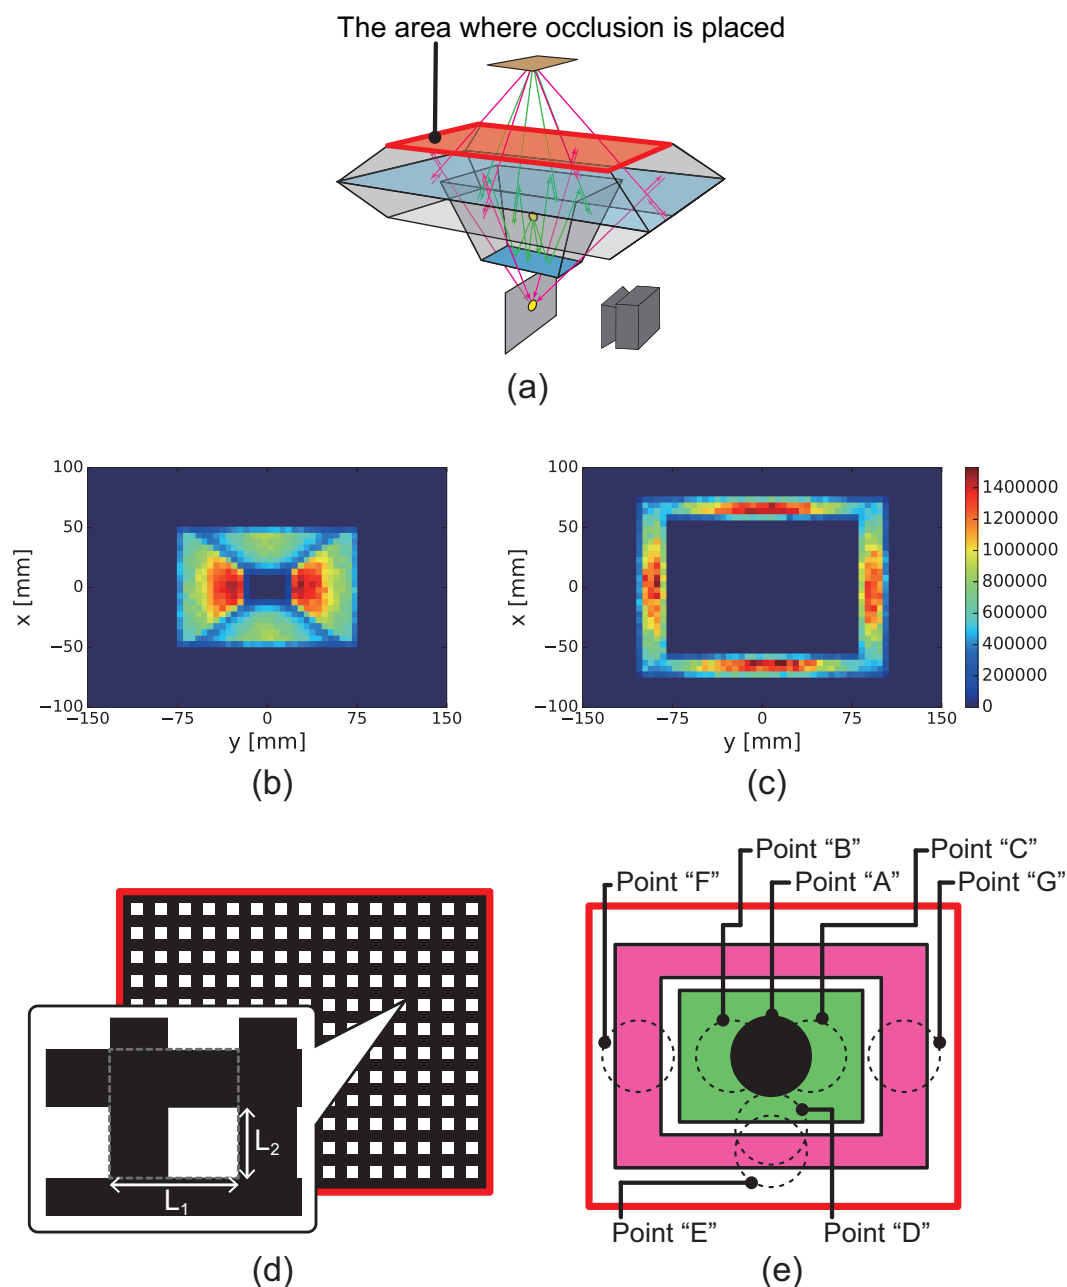 The area where occlusion is placed
(a)
100
50
0
−50
−100
x [mm]
−150
−75
0
75
150
y [mm]
(b)
100
50
0
−50
−100
x [mm]
−150
−75
0
75
150
y [mm]
1400000
1200000
1000000
800000
600000
400000
200000
0
(c)
L2
L1
(d)
Point “B”
Point “C”
Point “F”
Point “A”
Point “G”
Point “E”
Point “D”
(e)